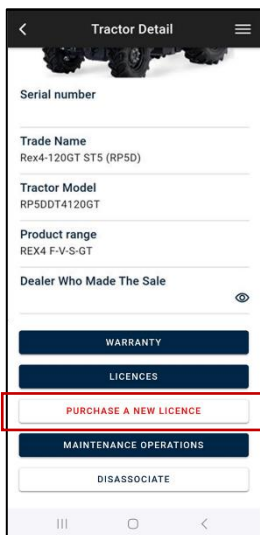 Tractor Detail
Serial number
Trade Name
Rex4-120GT ST5 (RP5D)
Tractor Model
RP5DDT4120GT
Product range
REX4 F-V-S-GT
Dealer Who Made The Sale
WARRANTY
LICENCES
PURCHASE A NEW LICENCE
MAINTENANCE OPERATIONS
DISASSOCIATE